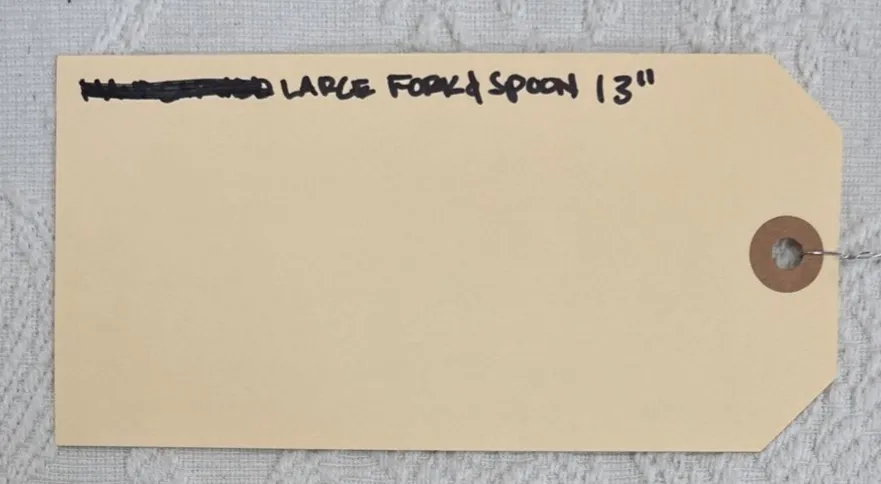 LARGE FORK & SPOON 13"